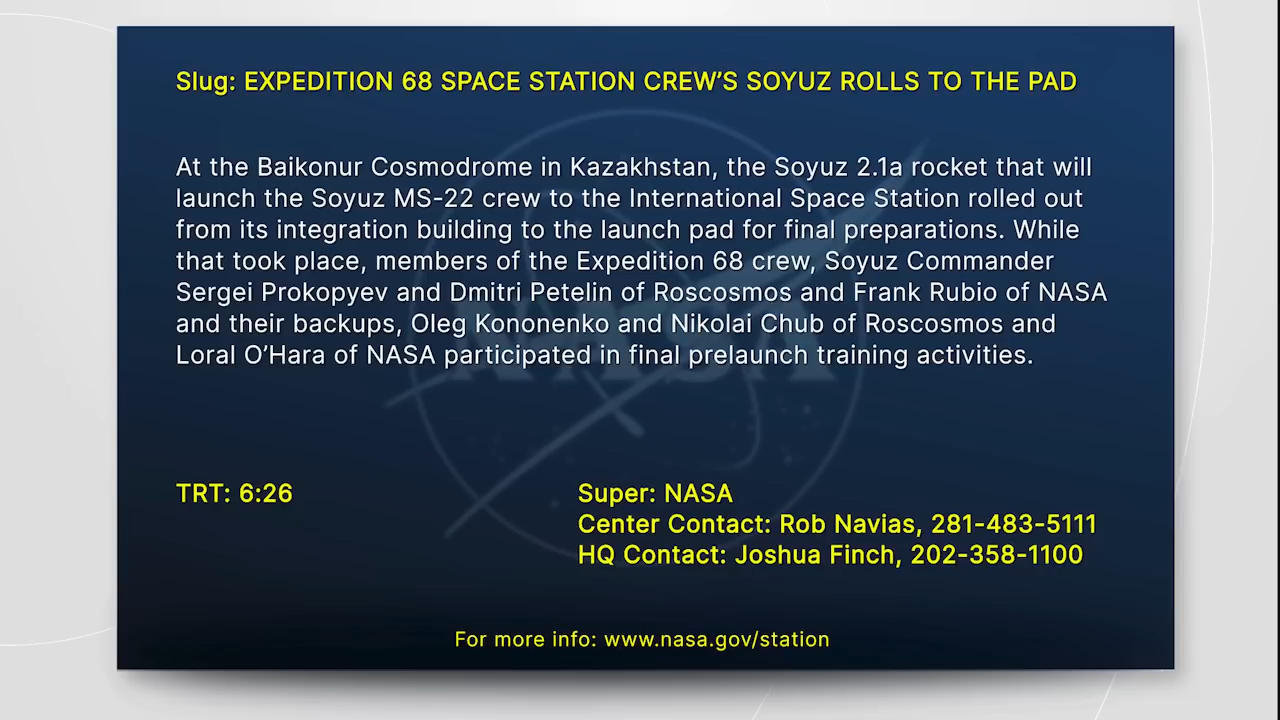 Slug: EXPEDITION 68 SPACE STATION CREW’S SOYUZ ROLLS TO THE PAD
At the Baikonur Cosmodrome in Kazakhstan, the Soyuz 2.1a rocket that will
launch the Soyuz MS-22 crew to the International Space Station rolled out
from its integration building to the launch pad for final preparations. While
that took place, members of the Expedition 68 crew, Soyuz Commander
Sergei Prokopyev and Dmitri Petelin of Roscosmos and Frank Rubio of NASA
and their backups, Oleg Kononenko and Nikolai Chub of Roscosmos and
Loral O’Hara of NASA participated in final prelaunch training activities.
TRT: 6:26
Super: NASA
Center Contact: Rob Navias, 281-483-5111
HQ Contact: Joshua Finch, 202-358-1100
For more info: www.nasa.gov/station
NASA